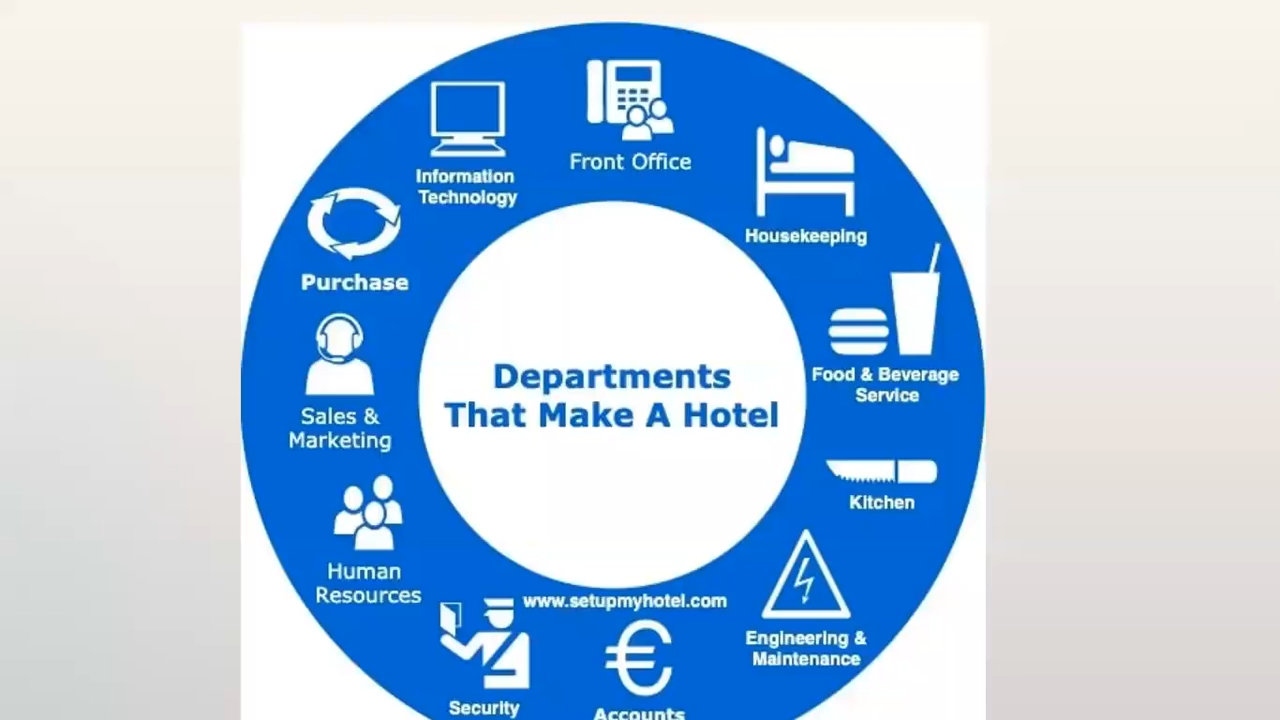 Front Office
Information
Technology
Housekeeping
Purchase
Food & Beverage
Service
Departments
That Make A Hotel
Sales &
Marketing
Kitchen
Human
Resources
www.setupmyhotel.com
Engineering &
Maintenance
Security
Accounts